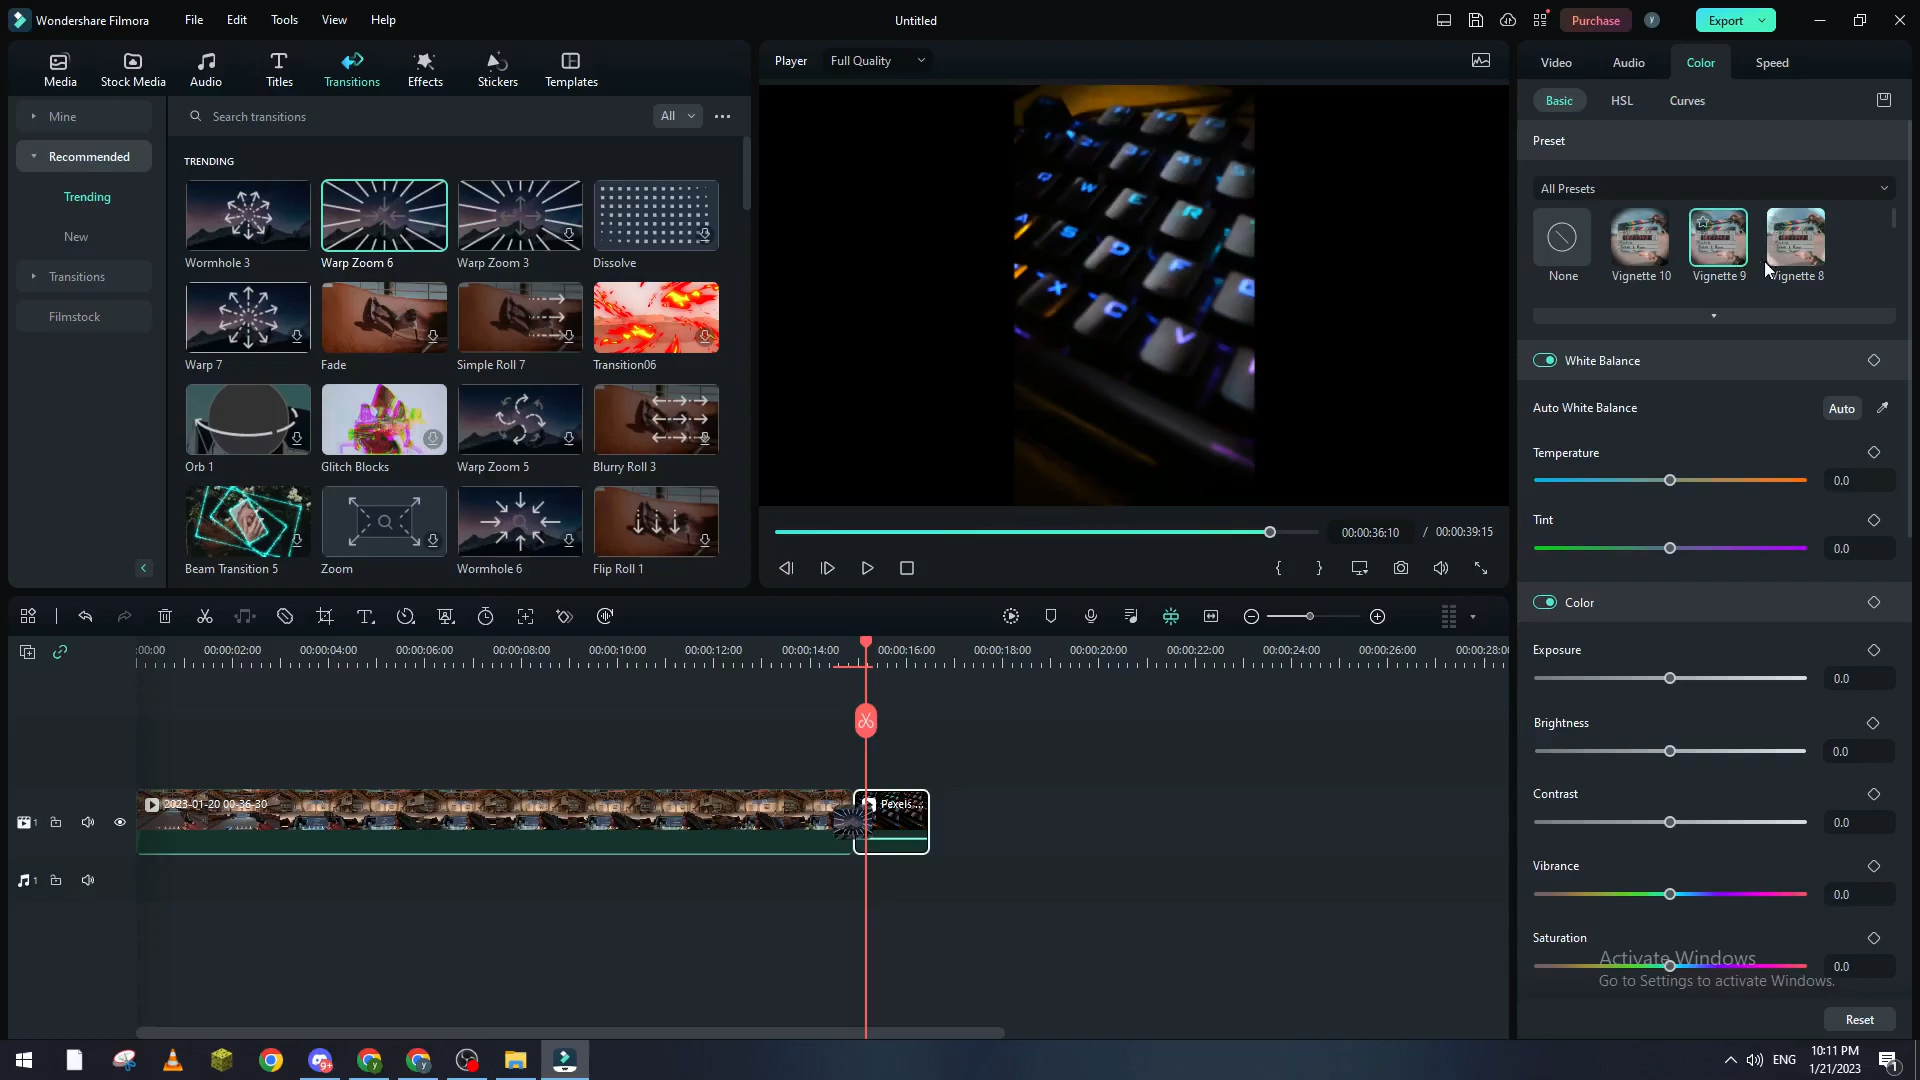 Wondershare Filmora
File
Edit
Tools
View
Help
Untitled
Purchase
y
Export
Media
Stock Media
Audio
Titles
Transitions
Effects
Stickers
Templates
Player
Full Quality
Video
Audio
Color
Speed
Mine
Search transitions
All
Basic
HSL
Curves
Recommended
Trending
New
Transitions
Filmstock
TRENDING
Wormhole 3
Warp Zoom 6
Warp Zoom 3
Dissolve
Warp 7
Fade
Simple Roll 7
Transition06
Orb 1
Glitch Blocks
Warp Zoom 5
Blurry Roll 3
Beam Transition 5
Zoom
Wormhole 6
Flip Roll 1
Q W E R
A S D F
X C V
00:00:36:10 / 00:00:39:15
Preset
All Presets
None
Vignette 10
Vignette 9
Vignette 8
White Balance
Auto White Balance
Auto
Temperature
0.0
Tint
0.0
Color
Exposure
0.0
Brightness
0.0
Contrast
0.0
Vibrance
0.0
Saturation
0.0
Reset
:00:00
00:00:02:00
00:00:04:00
00:00:06:00
00:00:08:00
00:00:10:00
00:00:12:00
00:00:14:00
00:00:16:00
00:00:18:00
00:00:20:00
00:00:22:00
00:00:24:00
00:00:26:00
00:00:28:0
2023-01-20 00-36-30
Pexels ...
1
1
Activate Windows
Go to Settings to activate Windows.
9+
y
y
ENG
10:11 PM
1/21/2023
1